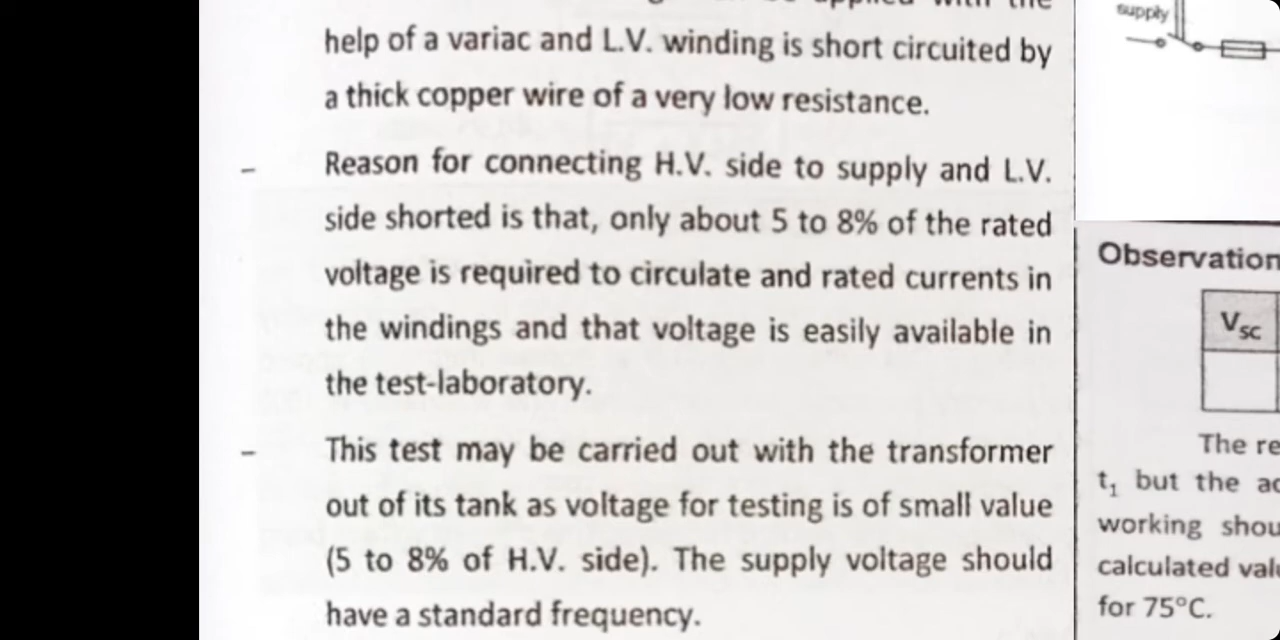 help of a variac and L.V. winding is short circuited by
a thick copper wire of a very low resistance.
– Reason for connecting H.V. side to supply and L.V.
side shorted is that, only about 5 to 8% of the rated
voltage is required to circulate and rated currents in
the windings and that voltage is easily available in
the test-laboratory.
– This test may be carried out with the transformer
out of its tank as voltage for testing is of small value
(5 to 8% of H.V. side). The supply voltage should
have a standard frequency.
supply
Observation
VSC
The re
t1 but the ac
working shou
calculated valu
for 75°C.